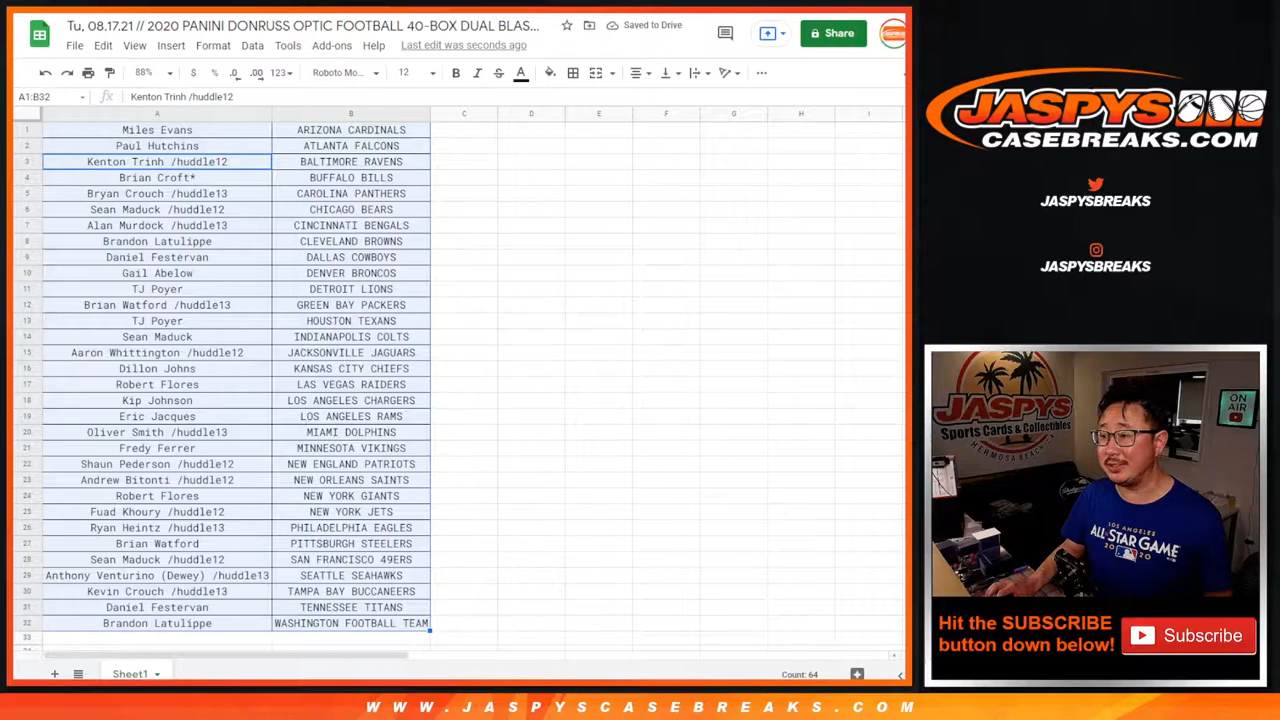 Tu, 08.17.21 // 2020 PANINI DONRUSS OPTIC FOOTBALL 40-BOX DUAL BLAS...
Saved to Drive
Share
File Edit View Insert Format Data Tools Add-ons Help Last edit was seconds ago
88% $ % .0 .00 123 Roboto Mo... 12 B I S A
A1:B32 fx Kenton Trinh /huddle12
A B C D E F G H I
1 Miles Evans ARIZONA CARDINALS
2 Paul Hutchins ATLANTA FALCONS
3 Kenton Trinh /huddle12 BALTIMORE RAVENS
4 Brian Croft* BUFFALO BILLS
5 Bryan Crouch /huddle13 CAROLINA PANTHERS
6 Sean Maduck /huddle12 CHICAGO BEARS
7 Alan Murdock /huddle13 CINCINNATI BENGALS
8 Brandon Latulippe CLEVELAND BROWNS
9 Daniel Festervan DALLAS COWBOYS
10 Gail Abelow DENVER BRONCOS
11 TJ Poyer DETROIT LIONS
12 Brian Watford /huddle13 GREEN BAY PACKERS
13 TJ Poyer HOUSTON TEXANS
14 Sean Maduck INDIANAPOLIS COLTS
15 Aaron Whittington /huddle12 JACKSONVILLE JAGUARS
16 Dillon Johns KANSAS CITY CHIEFS
17 Robert Flores LAS VEGAS RAIDERS
18 Kip Johnson LOS ANGELES CHARGERS
19 Eric Jacques LOS ANGELES RAMS
20 Oliver Smith /huddle13 MIAMI DOLPHINS
21 Fredy Ferrer MINNESOTA VIKINGS
22 Shaun Pederson /huddle12 NEW ENGLAND PATRIOTS
23 Andrew Bitonti /huddle12 NEW ORLEANS SAINTS
24 Robert Flores NEW YORK GIANTS
25 Fuad Khoury /huddle12 NEW YORK JETS
26 Ryan Heintz /huddle13 PHILADELPHIA EAGLES
27 Brian Watford PITTSBURGH STEELERS
28 Sean Maduck /huddle12 SAN FRANCISCO 49ERS
29 Anthony Venturino (Dewey) /huddle13 SEATTLE SEAHAWKS
30 Kevin Crouch /huddle13 TAMPA BAY BUCCANEERS
31 Daniel Festervan TENNESSEE TITANS
32 Brandon Latulippe WASHINGTON FOOTBALL TEAM
33
Sheet1 Count: 64
JASPYS
CASEBREAKS.COM
JASPYSBREAKS
JASPYSBREAKS
JASPYS
Sports Cards & Collectibles
HERMOSA BEACH
ON
AIR
LOS ANGELES
ALL-STAR GAME
2020
Hit the SUBSCRIBE
button down below!
Subscribe
WWW.JASPYSCASEBREAKS.COM